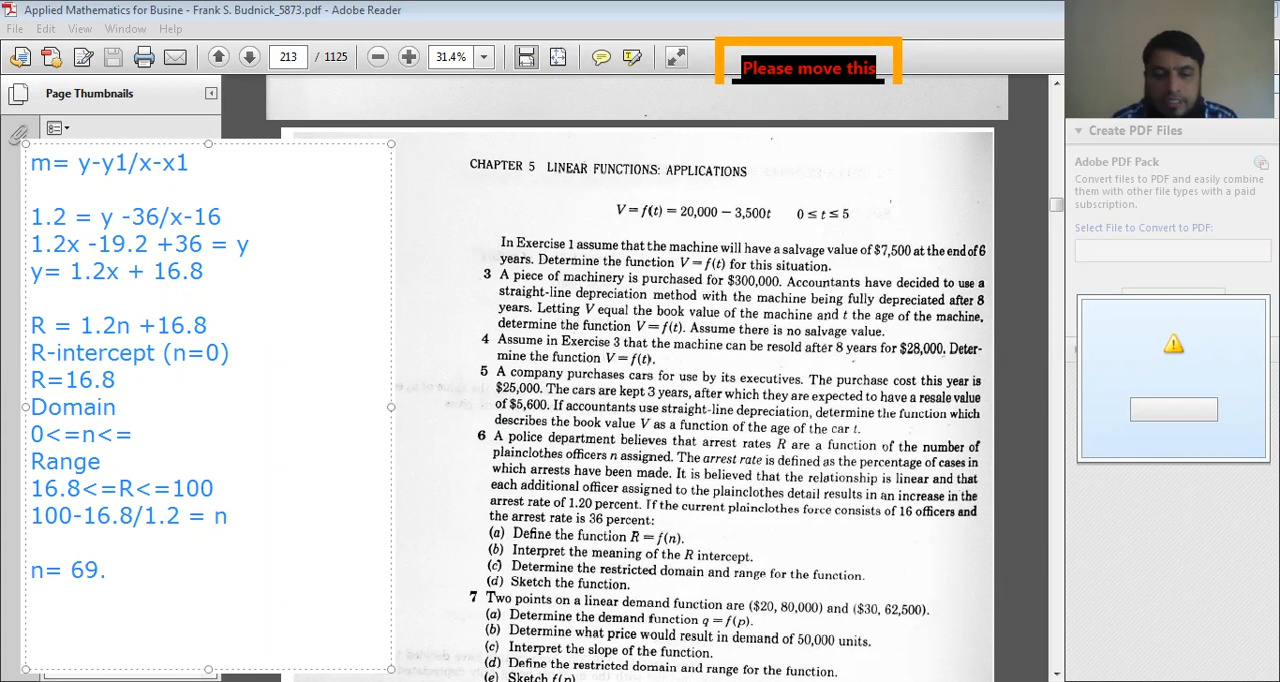 Applied Mathematics for Busine - Frank S. Budnick_5873.pdf - Adobe Reader
File Edit View Window Help
213 / 1125 31.4%
Please move this
Page Thumbnails
m= y-y1/x-x1
1.2 = y -36/x-16
1.2x -19.2 +36 = y
y= 1.2x + 16.8
R = 1.2n +16.8
R-intercept (n=0)
R=16.8
Domain
0<=n<=
Range
16.8<=R<=100
100-16.8/1.2 = n
n= 69.
CHAPTER 5 LINEAR FUNCTIONS: APPLICATIONS
V = f(t) = 20,000 − 3,500t 0 ≤ t ≤ 5
In Exercise 1 assume that the machine will have a salvage value of $7,500 at the end of 6
years. Determine the function V = f(t) for this situation.
3 A piece of machinery is purchased for $300,000. Accountants have decided to use a
straight-line depreciation method with the machine being fully depreciated after 8
years. Letting V equal the book value of the machine and t the age of the machine,
determine the function V = f(t). Assume there is no salvage value.
4 Assume in Exercise 3 that the machine can be resold after 8 years for $28,000. Deter-
mine the function V = f(t).
5 A company purchases cars for use by its executives. The purchase cost this year is
$25,000. The cars are kept 3 years, after which they are expected to have a resale value
of $5,600. If accountants use straight-line depreciation, determine the function which
describes the book value V as a function of the age of the car t.
6 A police department believes that arrest rates R are a function of the number of
plainclothes officers n assigned. The arrest rate is defined as the percentage of cases in
which arrests have been made. It is believed that the relationship is linear and that
each additional officer assigned to the plainclothes detail results in an increase in the
arrest rate of 1.20 percent. If the current plainclothes force consists of 16 officers and
the arrest rate is 36 percent:
(a) Define the function R = f(n).
(b) Interpret the meaning of the R intercept.
(c) Determine the restricted domain and range for the function.
(d) Sketch the function.
7 Two points on a linear demand function are ($20, 80,000) and ($30, 62,500).
(a) Determine the demand function q = f(p).
(b) Determine what price would result in demand of 50,000 units.
(c) Interpret the slope of the function.
(d) Define the restricted domain and range for the function.
(e) Sketch f(p).
Create PDF Files
Adobe PDF Pack
Convert files to PDF and easily combine
them with other file types with a paid
subscription.
Select File to Convert to PDF: